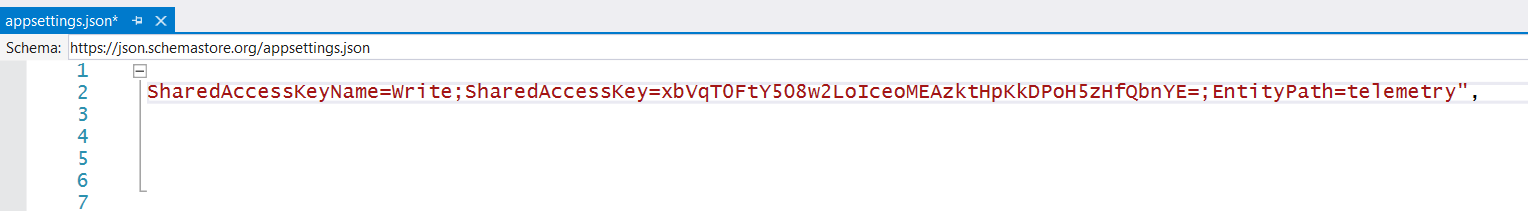 appsettings.json*
Schema: https://json.schemastore.org/appsettings.json
1
2 SharedAccessKeyName=Write;SharedAccessKey=xbVqT0FtY5O8w2LoIceoMEAzktHpKkDPoH5zHfQbnYE=;EntityPath=telemetry",
3
4
5
6
7